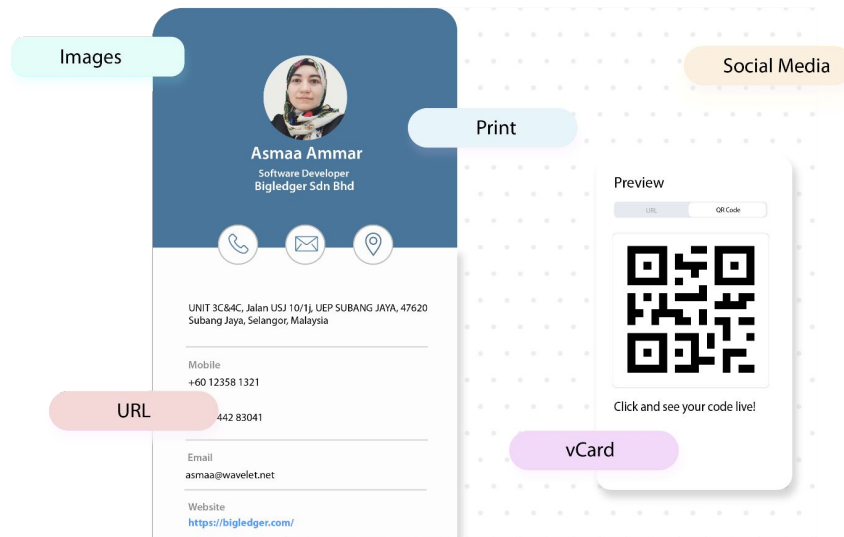 Images
Social Media
Print
Asmaa Ammar
Software Developer
Bigledger Sdn Bhd
Preview
URL
QR Code
UNIT 3C&4C, Jalan USJ 10/1j, UEP SUBANG JAYA, 47620
Subang Jaya, Selangor, Malaysia
Mobile
+60 12358 1321
URL
442 83041
Click and see your code live!
vCard
Email
asmaa@wavelet.net
Website
https://bigledger.com/